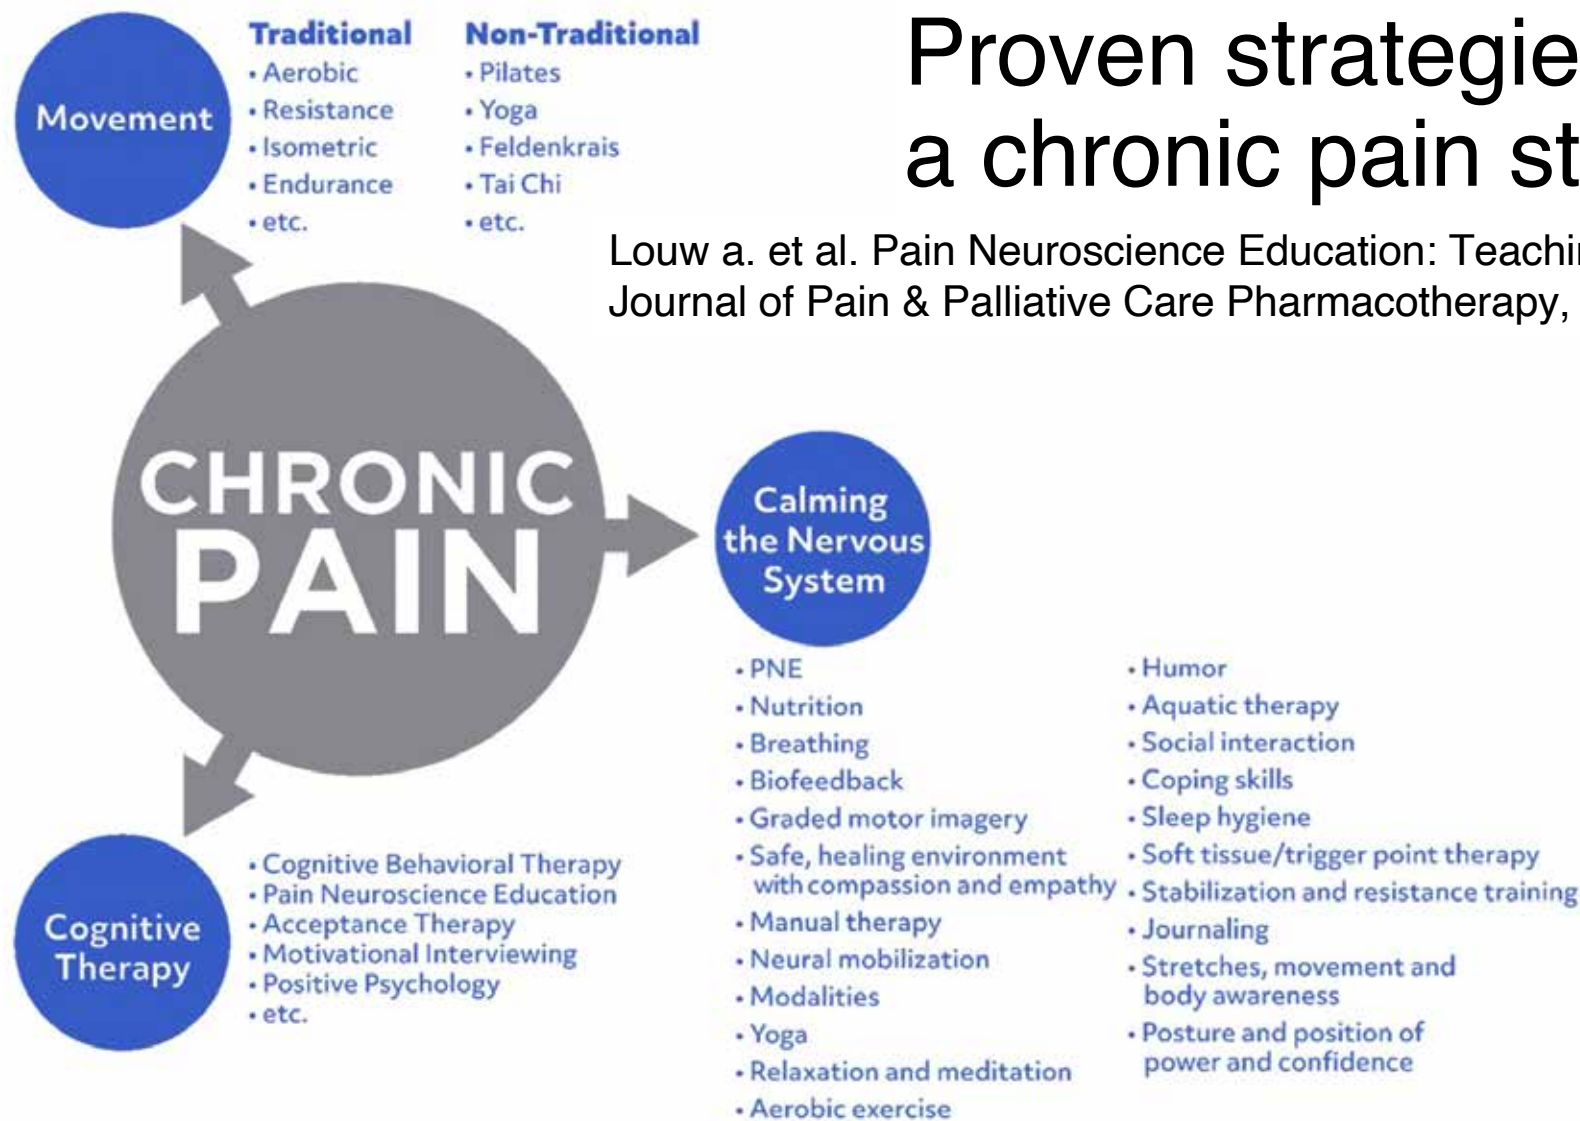 Proven strategie
a chronic pain st
Louw a. et al. Pain Neuroscience Education: Teachin
Journal of Pain & Palliative Care Pharmacotherapy,
Movement
Traditional
• Aerobic
• Resistance
• Isometric
• Endurance
• etc.
Non-Traditional
• Pilates
• Yoga
• Feldenkrais
• Tai Chi
• etc.
CHRONIC
PAIN
Calming
the Nervous
System
• PNE
• Nutrition
• Breathing
• Biofeedback
• Graded motor imagery
• Safe, healing environment
with compassion and empathy
• Manual therapy
• Neural mobilization
• Modalities
• Yoga
• Relaxation and meditation
• Aerobic exercise
• Humor
• Aquatic therapy
• Social interaction
• Coping skills
• Sleep hygiene
• Soft tissue/trigger point therapy
• Stabilization and resistance training
• Journaling
• Stretches, movement and
body awareness
• Posture and position of
power and confidence
Cognitive
Therapy
• Cognitive Behavioral Therapy
• Pain Neuroscience Education
• Acceptance Therapy
• Motivational Interviewing
• Positive Psychology
• etc.